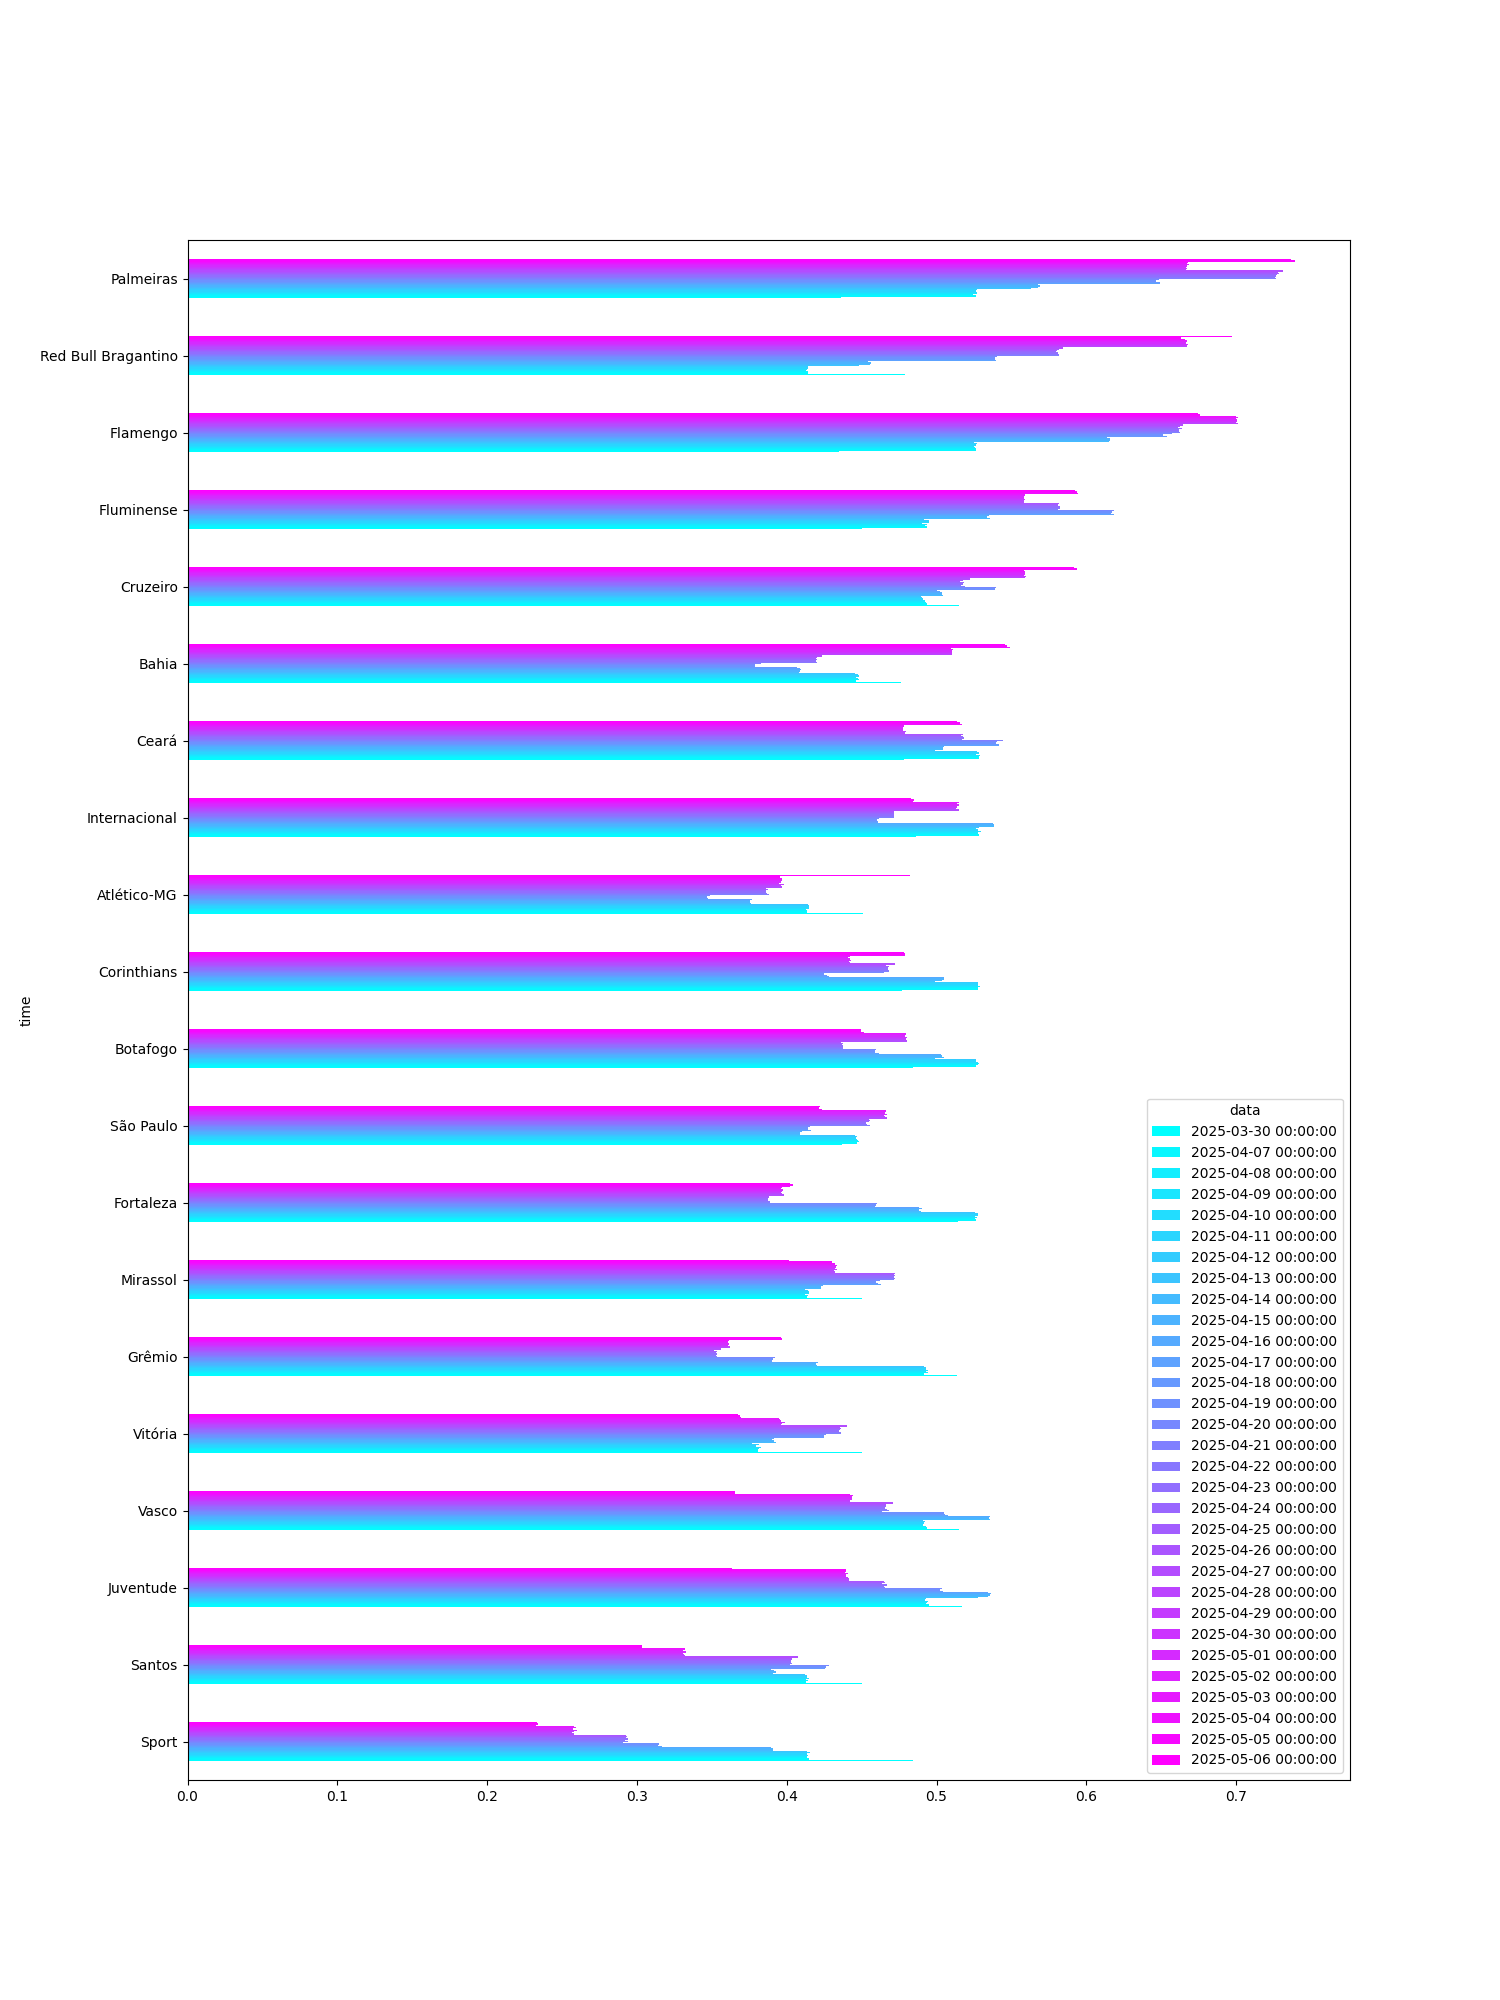 Palmeiras
Red Bull Bragantino
Flamengo
Fluminense
Cruzeiro
Bahia
Ceará
Internacional
Atlético-MG
Corinthians
Botafogo
São Paulo
Fortaleza
Mirassol
Grêmio
Vitória
Vasco
Juventude
Santos
Sport
time
0.0 0.1 0.2 0.3 0.4 0.5 0.6 0.7
data
2025-03-30 00:00:00
2025-04-07 00:00:00
2025-04-08 00:00:00
2025-04-09 00:00:00
2025-04-10 00:00:00
2025-04-11 00:00:00
2025-04-12 00:00:00
2025-04-13 00:00:00
2025-04-14 00:00:00
2025-04-15 00:00:00
2025-04-16 00:00:00
2025-04-17 00:00:00
2025-04-18 00:00:00
2025-04-19 00:00:00
2025-04-20 00:00:00
2025-04-21 00:00:00
2025-04-22 00:00:00
2025-04-23 00:00:00
2025-04-24 00:00:00
2025-04-25 00:00:00
2025-04-26 00:00:00
2025-04-27 00:00:00
2025-04-28 00:00:00
2025-04-29 00:00:00
2025-04-30 00:00:00
2025-05-01 00:00:00
2025-05-02 00:00:00
2025-05-03 00:00:00
2025-05-04 00:00:00
2025-05-05 00:00:00
2025-05-06 00:00:00